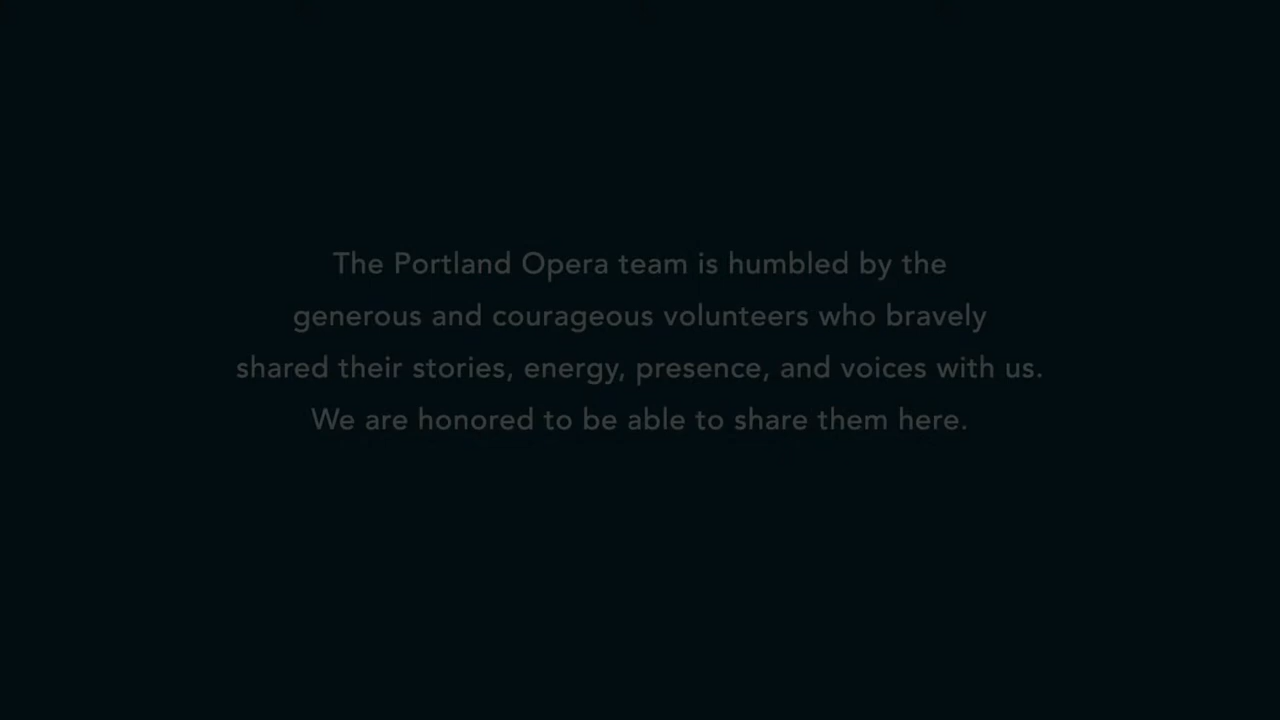 The Portland Opera team is humbled by the
generous and courageous volunteers who bravely
shared their stories, energy, presence, and voices with us.
We are honored to be able to share them here.